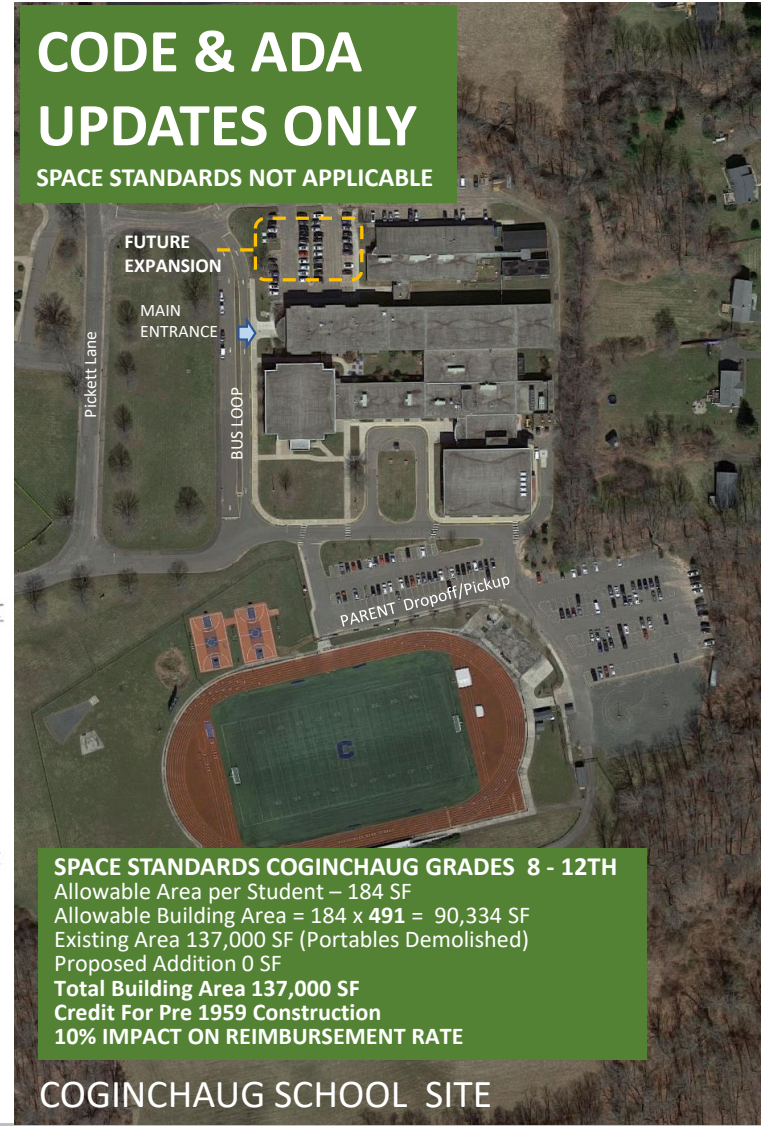 CODE & ADA
UPDATES ONLY
SPACE STANDARDS NOT APPLICABLE
FUTURE
EXPANSION
MAIN
ENTRANCE
Pickett Lane
BUS LOOP
PARENT Dropoff/Pickup
C
SPACE STANDARDS COGINCHAUG GRADES 8 - 12TH
Allowable Area per Student – 184 SF
Allowable Building Area = 184 x 491 = 90,334 SF
Existing Area 137,000 SF (Portables Demolished)
Proposed Addition 0 SF
Total Building Area 137,000 SF
Credit For Pre 1959 Construction
10% IMPACT ON REIMBURSEMENT RATE
COGINCHAUG SCHOOL SITE